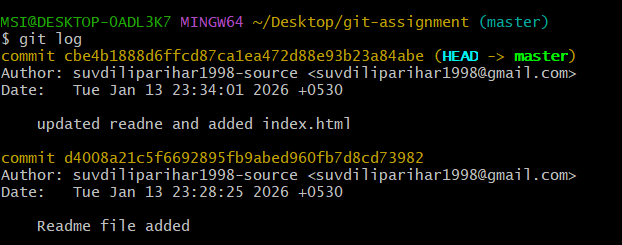 MSI@DESKTOP-OADL3K7 MINGW64 ~/Desktop/git-assignment (master)
$ git log
commit cbe4b1888d6ffcd87ca1ea472d88e93b23a84abe (HEAD -> master)
Author: suvdiliparihar1998-source <suvdiliparihar1998@gmail.com>
Date:   Tue Jan 13 23:34:01 2026 +0530
    updated readne and added index.html
commit d4008a21c5f6692895fb9abed960fb7d8cd73982
Author: suvdiliparihar1998-source <suvdiliparihar1998@gmail.com>
Date:   Tue Jan 13 23:28:25 2026 +0530
    Readme file added